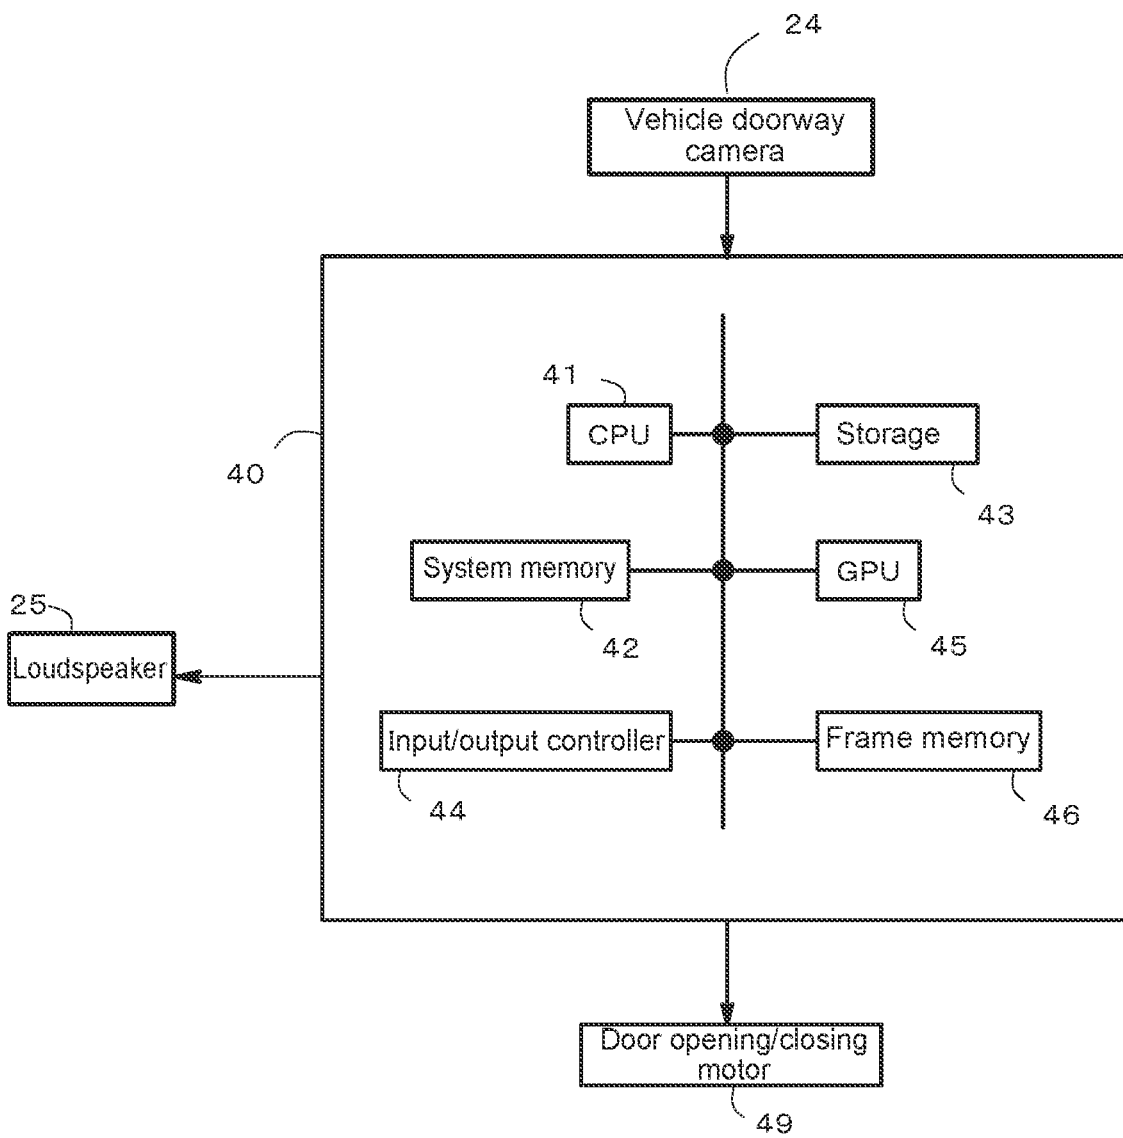 24
Vehicle doorway
camera
41
CPU
Storage
40
43
System memory
GPU
25
42
45
Loudspeaker
Input/output controller
Frame memory
44
46
Door opening/closing
motor
49